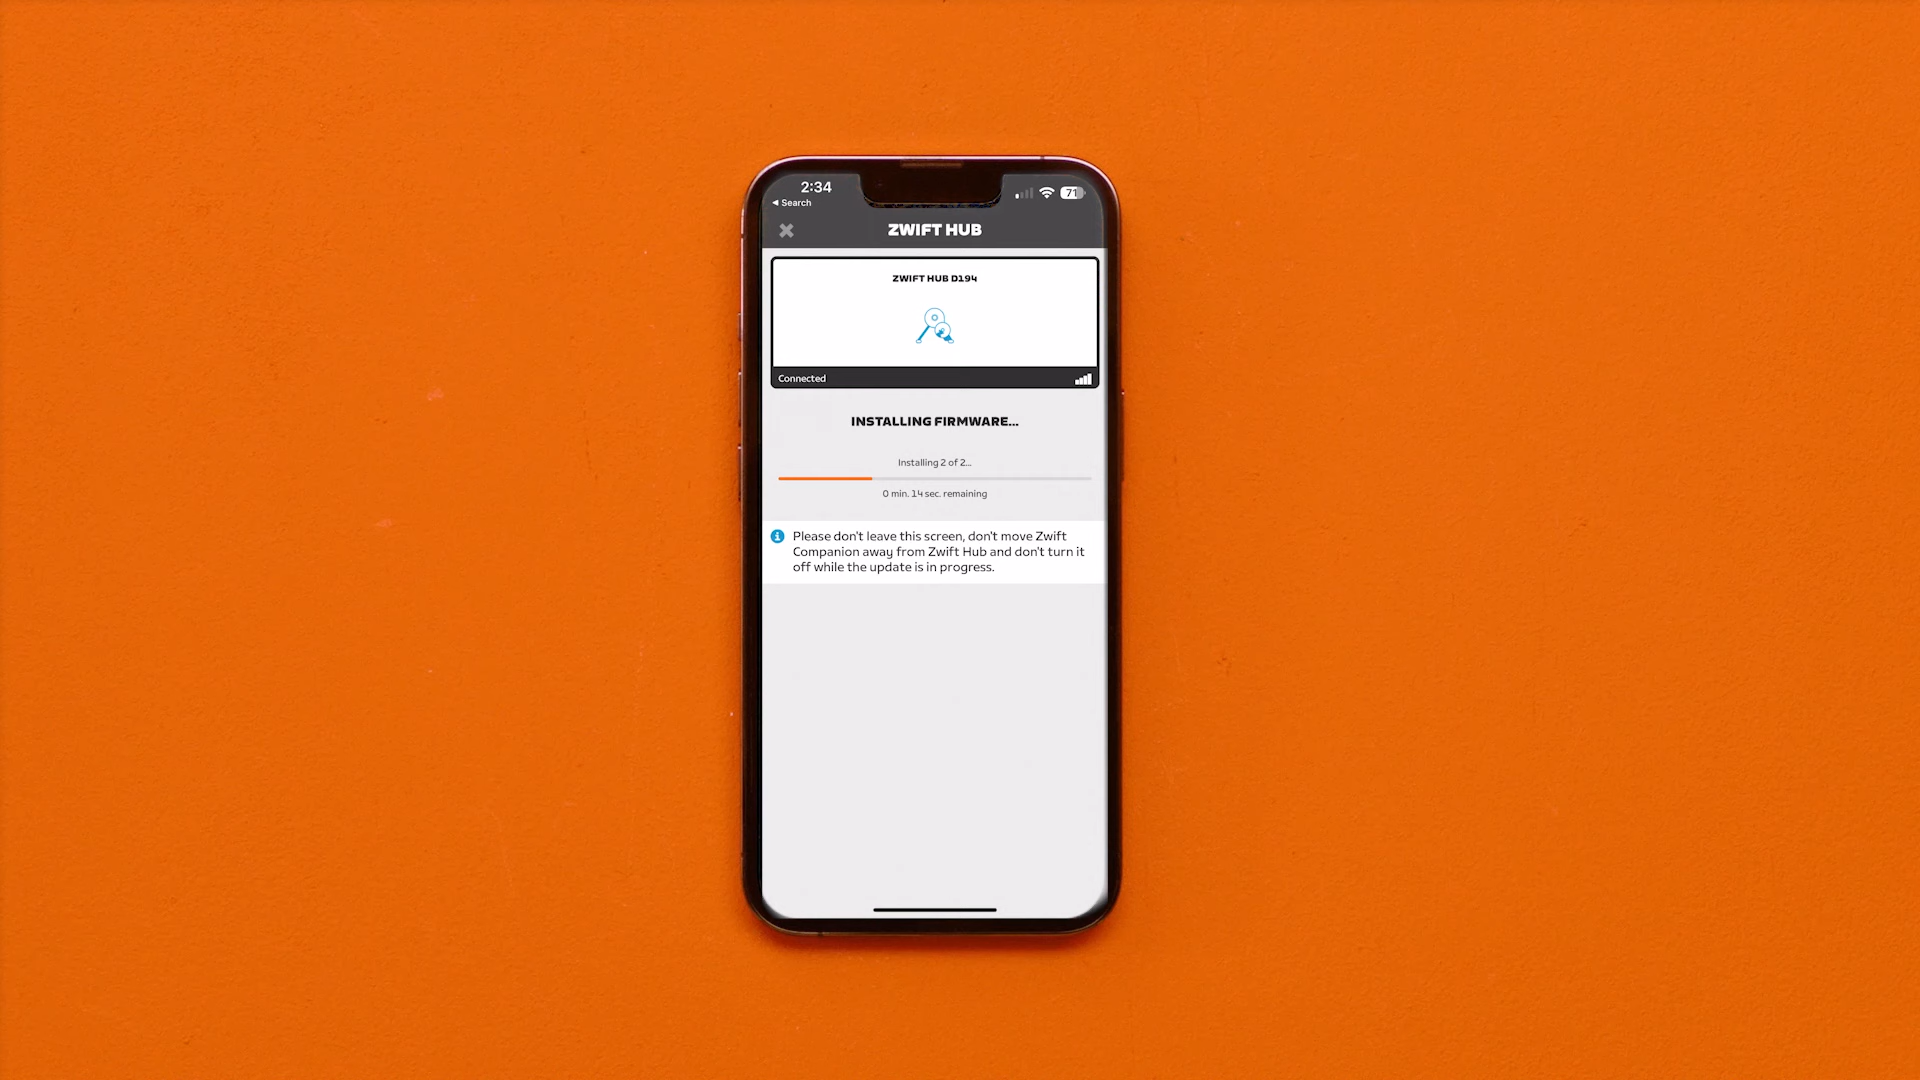 2:34
71
◀ Search
ZWIFT HUB
ZWIFT HUB D194
Connected
INSTALLING FIRMWARE...
Installing 2 of 2...
0 min. 14 sec. remaining
Please don't leave this screen, don't move Zwift
Companion away from Zwift Hub and don't turn it
off while the update is in progress.